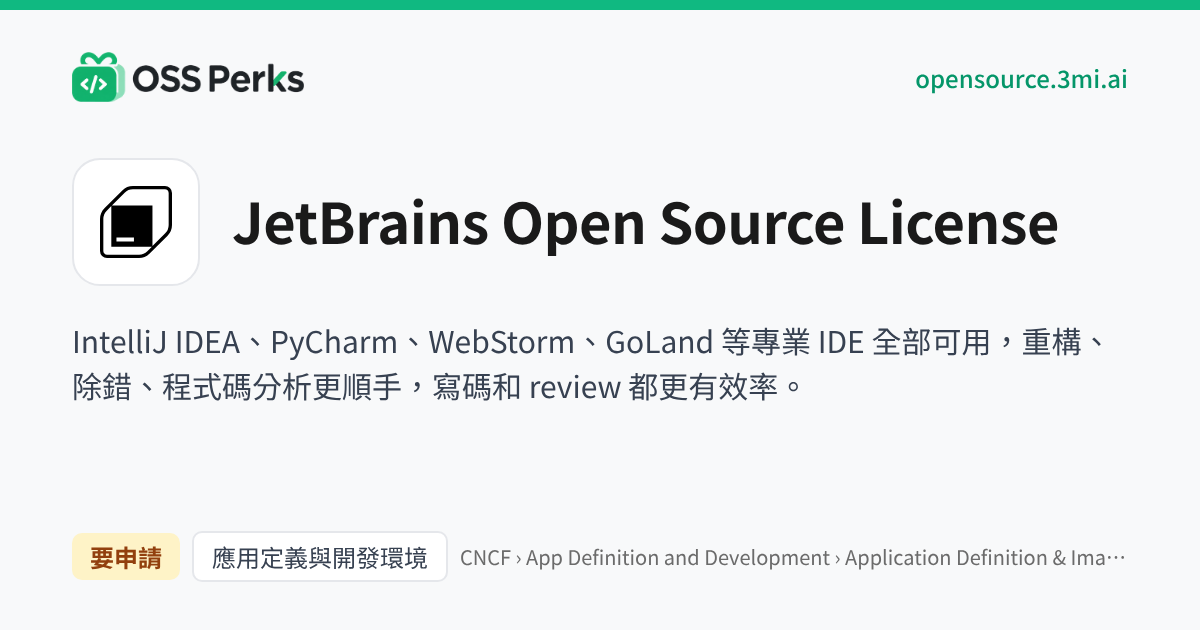 OSS Perks
opensource.3mi.ai
JetBrains Open Source License
IntelliJ IDEA、PyCharm、WebStorm、GoLand 等專業 IDE 全部可用，重構、
除錯、程式碼分析更順手，寫碼和 review 都更有效率。
要申請
應用定義與開發環境
CNCF › App Definition and Development › Application Definition & Ima…